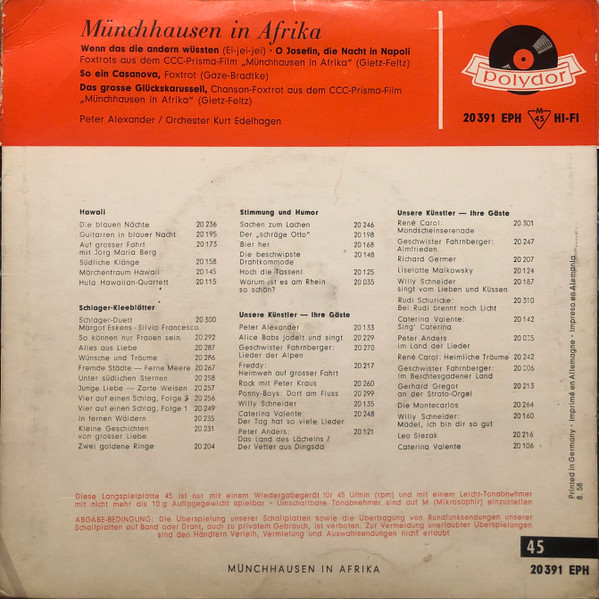 Münchhausen in Afrika
Wenn das die andern wüssten (Ei-jei-jei) · O Josefin, die Nacht in Napoli
Foxtrots aus dem CCC-Prisma-Film „Münchhausen in Afrika" (Gietz-Feltz)
So ein Casanova, Foxtrot (Gaze-Bradtke)
Das grosse Glückskarussell, Chanson-Foxtrot aus dem CCC-Prisma-Film
„Münchhausen in Afrika" (Gietz-Feltz)
Peter Alexander / Orchester Kurt Edelhagen
polydor
20 391 EPH M 45 HI-FI
Hawaii
Die blauen Nächte 20 236
Guitarren in blauer Nacht 20 195
Auf grosser Fahrt 20 173
mit Jörg Maria Berg
Südliche Klänge 20 158
Märchentraum Hawaii 20 145
Hula Hawaiian-Quartett 20 115
Schlager-Kleeblätter
Schlager-Duett 20 300
Margot Eskens - Silvio Francesco
So können nur Frauen sein 20 292
Alles aus Liebe 20 287
Wünsche und Träume 20 286
Fremde Städte — Ferne Meere 20 267
Unter südlichen Sternen 20 258
Junge Liebe — Zarte Weisen 20 257
Vier auf einen Schlag, Folge 2 20 256
Vier auf einen Schlag, Folge 1 20 249
In fernen Wäldern 20 235
Kleine Geschichten 20 231
von grosser Liebe
Zwei goldene Ringe 20 204
Stimmung und Humor
Sachen zum Lachen 20 246
Der „schräge Otto" 20 198
Bier her 20 168
Die beschwipste 20 148
Drahtkommode
Hoch die Tassen! 20 125
Warum ist es am Rhein 20 035
so schön?
Unsere Künstler — Ihre Gäste
Peter Alexander 20 133
Alice Babs jodelt und singt 20 229
Geschwister Fahrnberger: 20 270
Lieder der Alpen
Freddy: 20 217
Heimweh auf grosser Fahrt
Rock mit Peter Kraus 20 260
Ponny-Boys: Dort am Fluss 20 299
Willy Schneider 20 135
Caterina Valente: 20 248
Der Tag hat so viele Lieder
Peter Anders: 20 121
Das Land des Lächelns /
Der Vetter aus Dingsda
Unsere Künstler — Ihre Gäste
René Carol: 20 301
Mondscheinserenade
Geschwister Fahrnberger: 20 247
Almfrieden
Richard Germer 20 207
Liselotte Malkowsky 20 124
Willy Schneider 20 187
singt vom Lieben und Küssen
Rudi Schuricke: 20 310
Bei Rudi brennt noch Licht
Caterina Valente: 20 142
Sing' Caterina
Peter Anders 20 035
im Land der Lieder
René Carol: Heimliche Träume 20 242
Geschwister Fahrngerger: 20 206
Im Berchtesgadener Land
Gerhard Gregor 20 213
an der Strato-Orgel
Die Montecarlos 20 264
Willy Schneider: 20 160
Mädel, ich bin dir so gut
Leo Slezak 20 216
Caterina Valente 20 106
Printed in Germany · Imprimé en Allemagne · Impreso en Alemania
B. 58
Diese Langspielplatte 45 ist nur mit einem Wiedergabegerät für 45 U/min (rpm) und mit einem Leicht-Tonabnehmer
mit nicht mehr als 10 g Auflagegewicht spielbar - Umschaltbare Tonabnehmer sind auf M (Mikrosaphir) einzustellen
ABGABE-BEDINGUNG: Die Überspielung unserer Schallplatten sowie die Übertragung von Rundfunksendungen unserer
Schallplatten auf Band oder Draht, auch zu privatem Gebrauch, ist verboten. Zur Vermeidung unerlaubter Überspielungen
sind den Händlern Verleih, Vermietung und Auswahlsendungen nicht erlaubt
45
MÜNCHHAUSEN IN AFRIKA
20 391 EPH